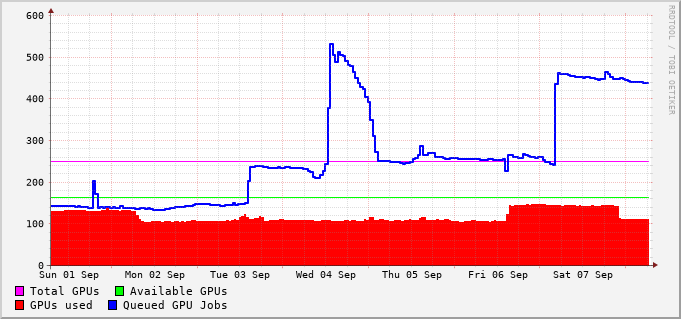 600
500
400
300
200
100
0
Sun 01 Sep Mon 02 Sep Tue 03 Sep Wed 04 Sep Thu 05 Sep Fri 06 Sep Sat 07 Sep
Total GPUs Available GPUs
GPUs used Queued GPU Jobs
RRDTOOL / TOBI OETIKER